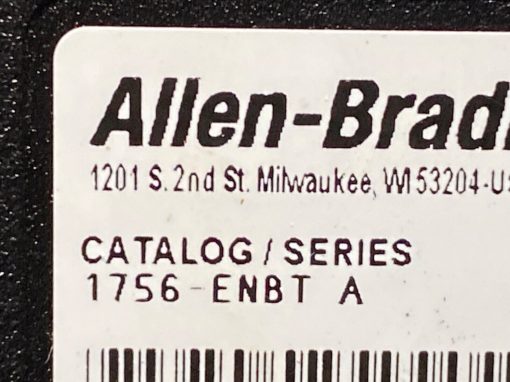 Allen-Brad
1201 S. 2nd St. Milwaukee, WI 53204-U
CATALOG / SERIES
1756-ENBT A